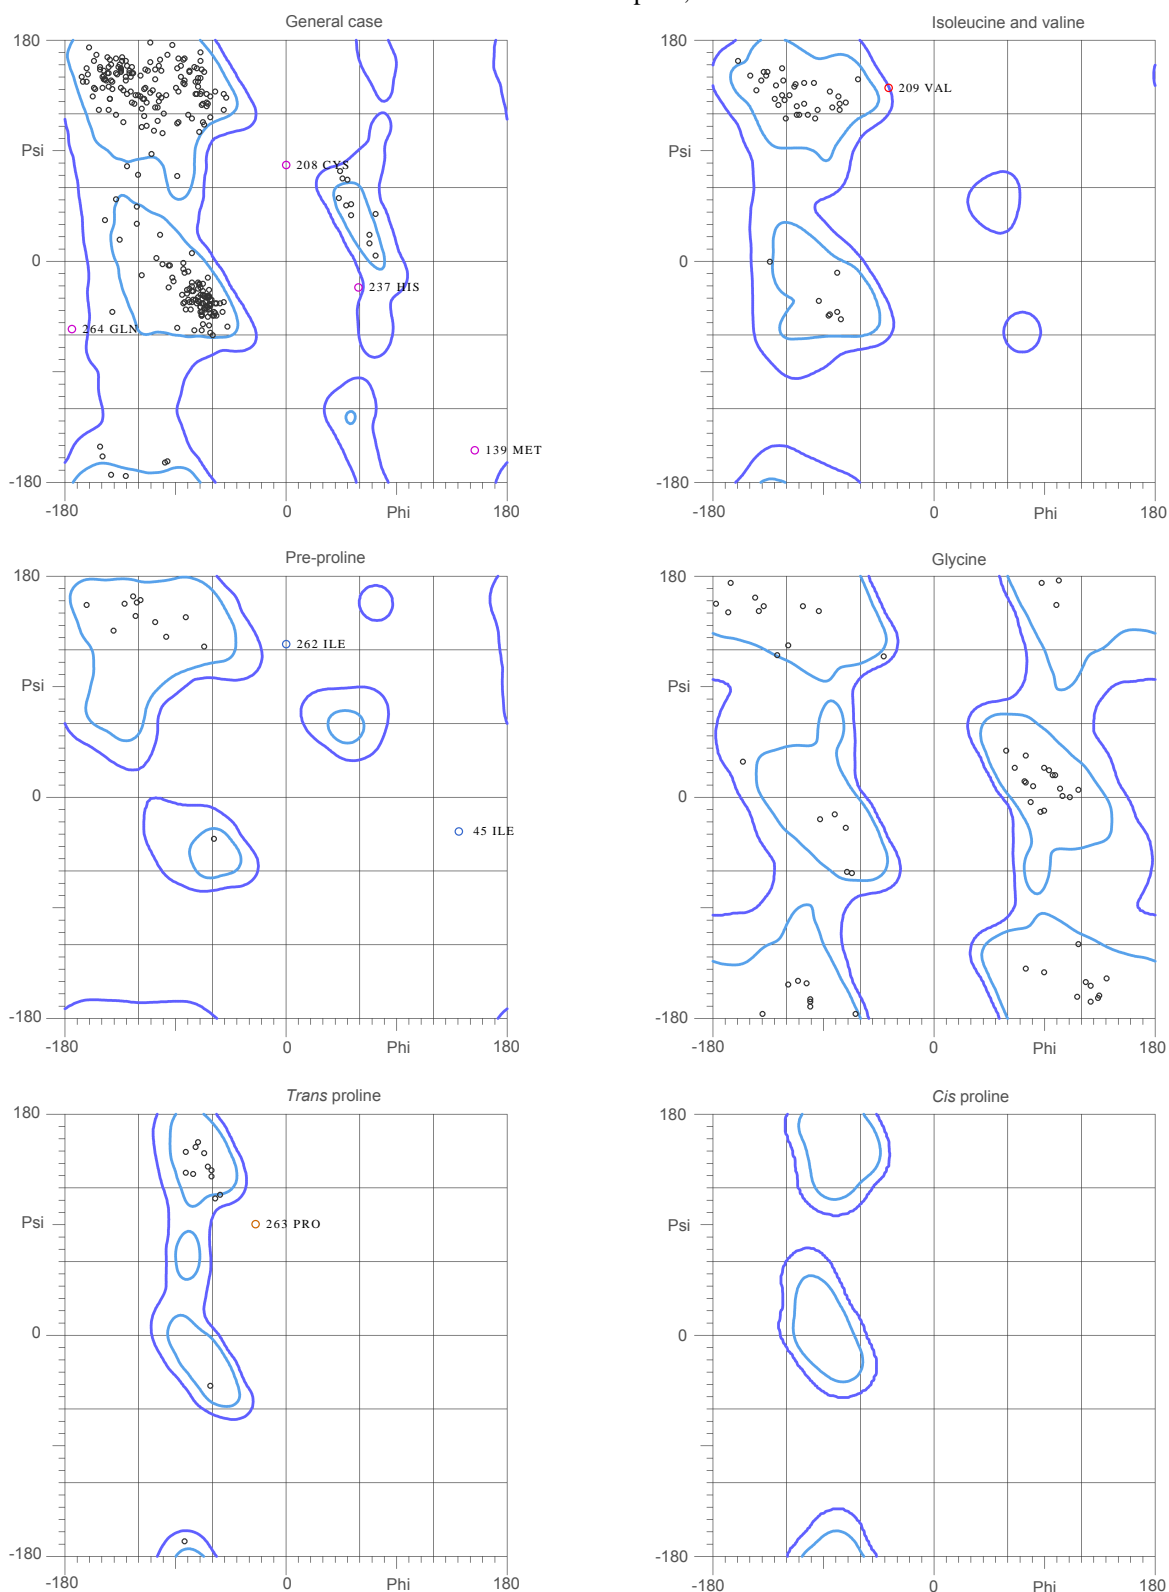 General case
180
Psi
0
-180
-180
0
Phi
180
208 CYS
237 HIS
264 GLN
139 MET
Isoleucine and valine
180
Psi
0
-180
-180
0
Phi
180
209 VAL
Pre-proline
180
Psi
0
-180
-180
0
Phi
180
262 ILE
45 ILE
Glycine
180
Psi
0
-180
-180
0
Phi
180
Trans proline
180
Psi
0
-180
-180
0
Phi
180
263 PRO
Cis proline
180
Psi
0
-180
-180
0
Phi
180